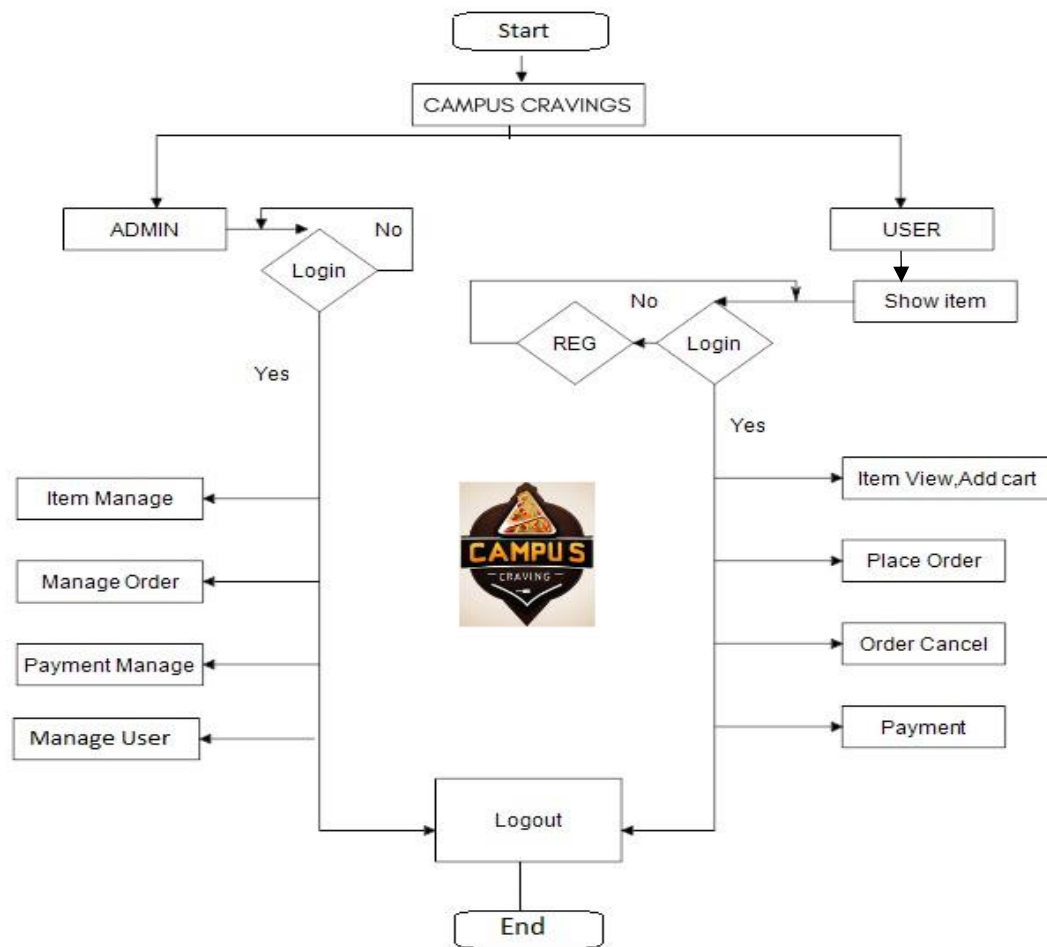 Start
CAMPUS CRAVINGS
ADMIN
No
USER
Login
Show item
No
REG
Login
Yes
Yes
Item Manage
Item View,Add cart
Manage Order
Place Order
CAMPUS
CRAVING
Payment Manage
Order Cancel
Manage User
Payment
Logout
End